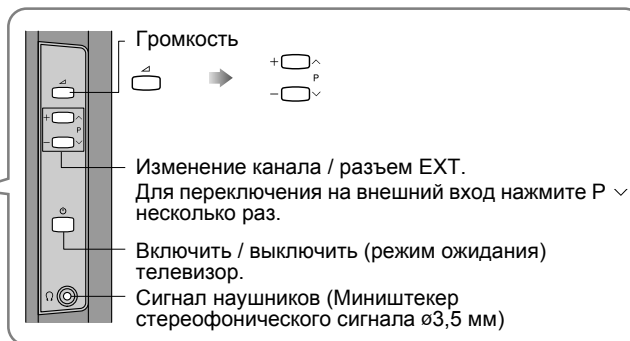 Громкость
+ P
−
+ P
−
Изменение канала / разъем EXT.
Для переключения на внешний вход нажмите P ∨
несколько раз.
Включить / выключить (режим ожидания)
телевизор.
Сигнал наушников (Миништекер
стереофонического сигнала ø3,5 мм)